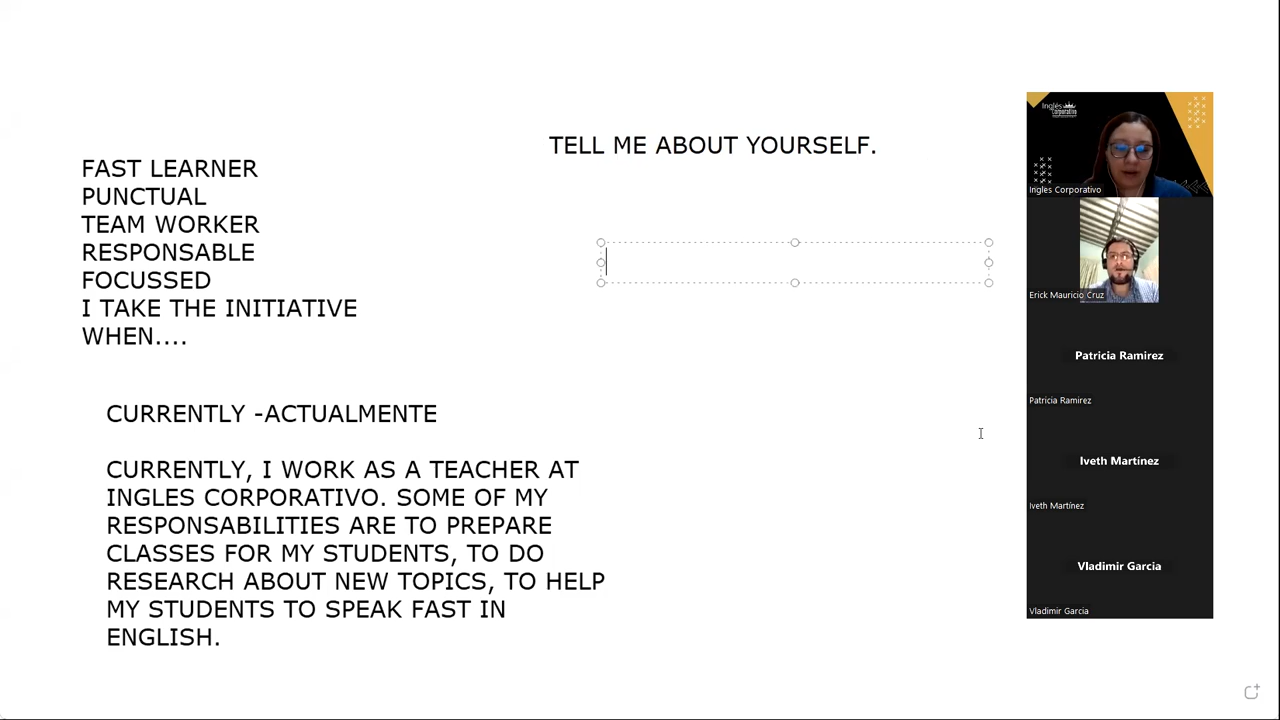 TELL ME ABOUT YOURSELF.
FAST LEARNER
PUNCTUAL
TEAM WORKER
RESPONSABLE
FOCUSSED
I TAKE THE INITIATIVE
WHEN....
CURRENTLY -ACTUALMENTE
CURRENTLY, I WORK AS A TEACHER AT
INGLES CORPORATIVO. SOME OF MY
RESPONSABILITIES ARE TO PREPARE
CLASSES FOR MY STUDENTS, TO DO
RESEARCH ABOUT NEW TOPICS, TO HELP
MY STUDENTS TO SPEAK FAST IN
ENGLISH.
Inglés
Corporativo
Ingles Corporativo
Erick Mauricio Cruz
Patricia Ramirez
Patricia Ramirez
Iveth Martínez
Iveth Martínez
Vladimir Garcia
Vladimir Garcia